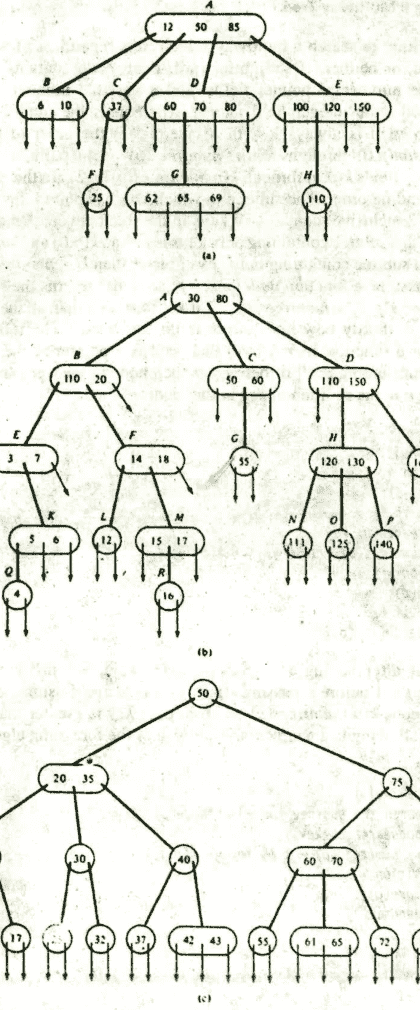 A
12 50 85
B C D E
6 10 37 60 70 80 100 120 150
F G H
25 62 65 69 110
(a)
A 30 80
B C D
110 20 50 60 110 150
E F G H
3 7 14 18 55 120 130
K L M N O P
5 6 12 15 17 111 125 140
Q R
4 16
(b)
50
20 35 75
30 40 60 70
17 32 37 42 43 55 61 65 72
(c)